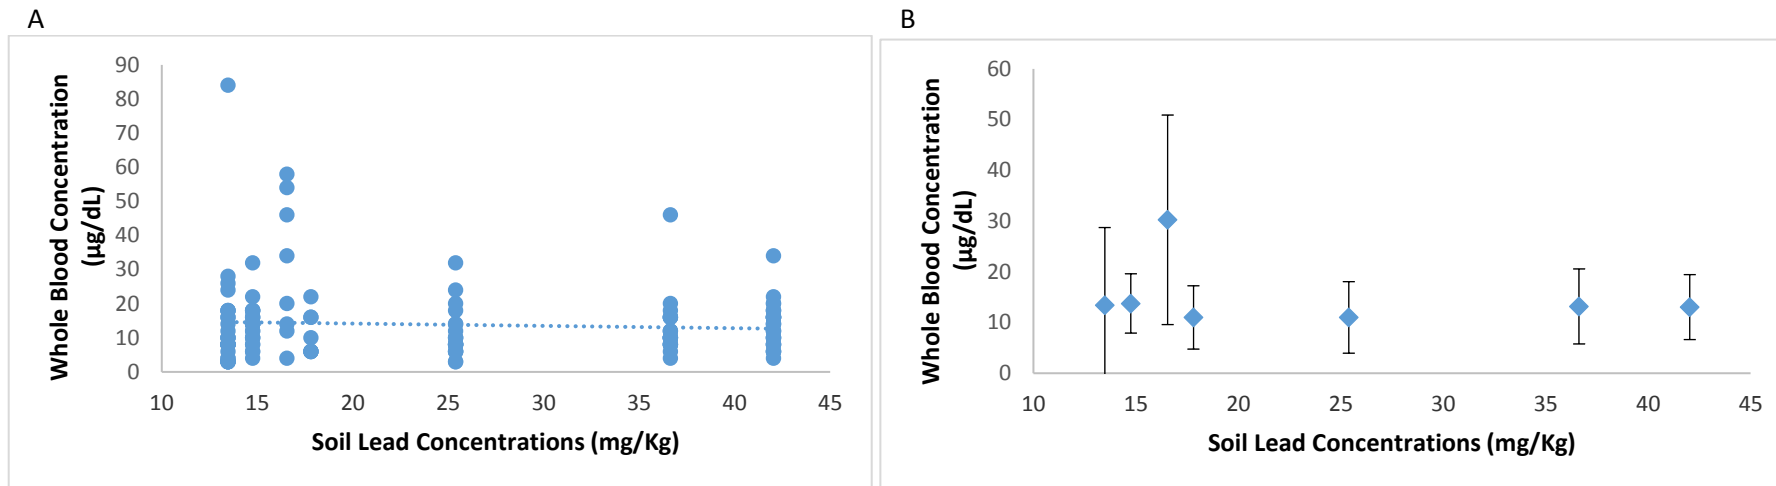 A
90
80
70
60
50
40
30
20
10
0
Whole Blood Concentration
(µg/dL)
10 15 20 25 30 35 40 45
Soil Lead Concentrations (mg/Kg)
B
60
50
40
30
20
10
0
Whole Blood Concentration
(µg/dL)
10 15 20 25 30 35 40 45
Soil Lead Concentrations (mg/Kg)